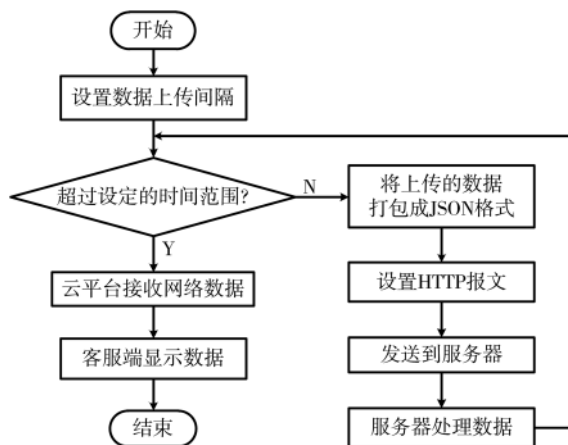 开始
设置数据上传间隔
超过设定的时间范围?
N
Y
云平台接收网络数据
客服端显示数据
结束
将上传的数据
打包成JSON格式
设置HTTP报文
发送到服务器
服务器处理数据